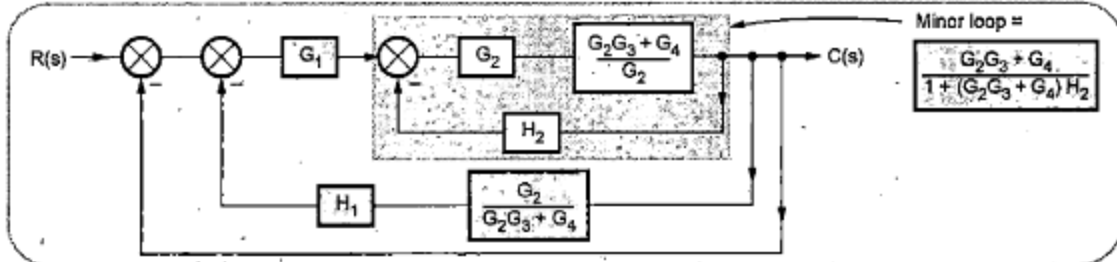 Minor loop =
R(s)
G₁
G₂
G₂G₃ + G₄
G₂
C(s)
G₂G₃ + G₄
1 + (G₂G₃ + G₄) H₂
H₂
H₁
G₂
G₂G₃ + G₄